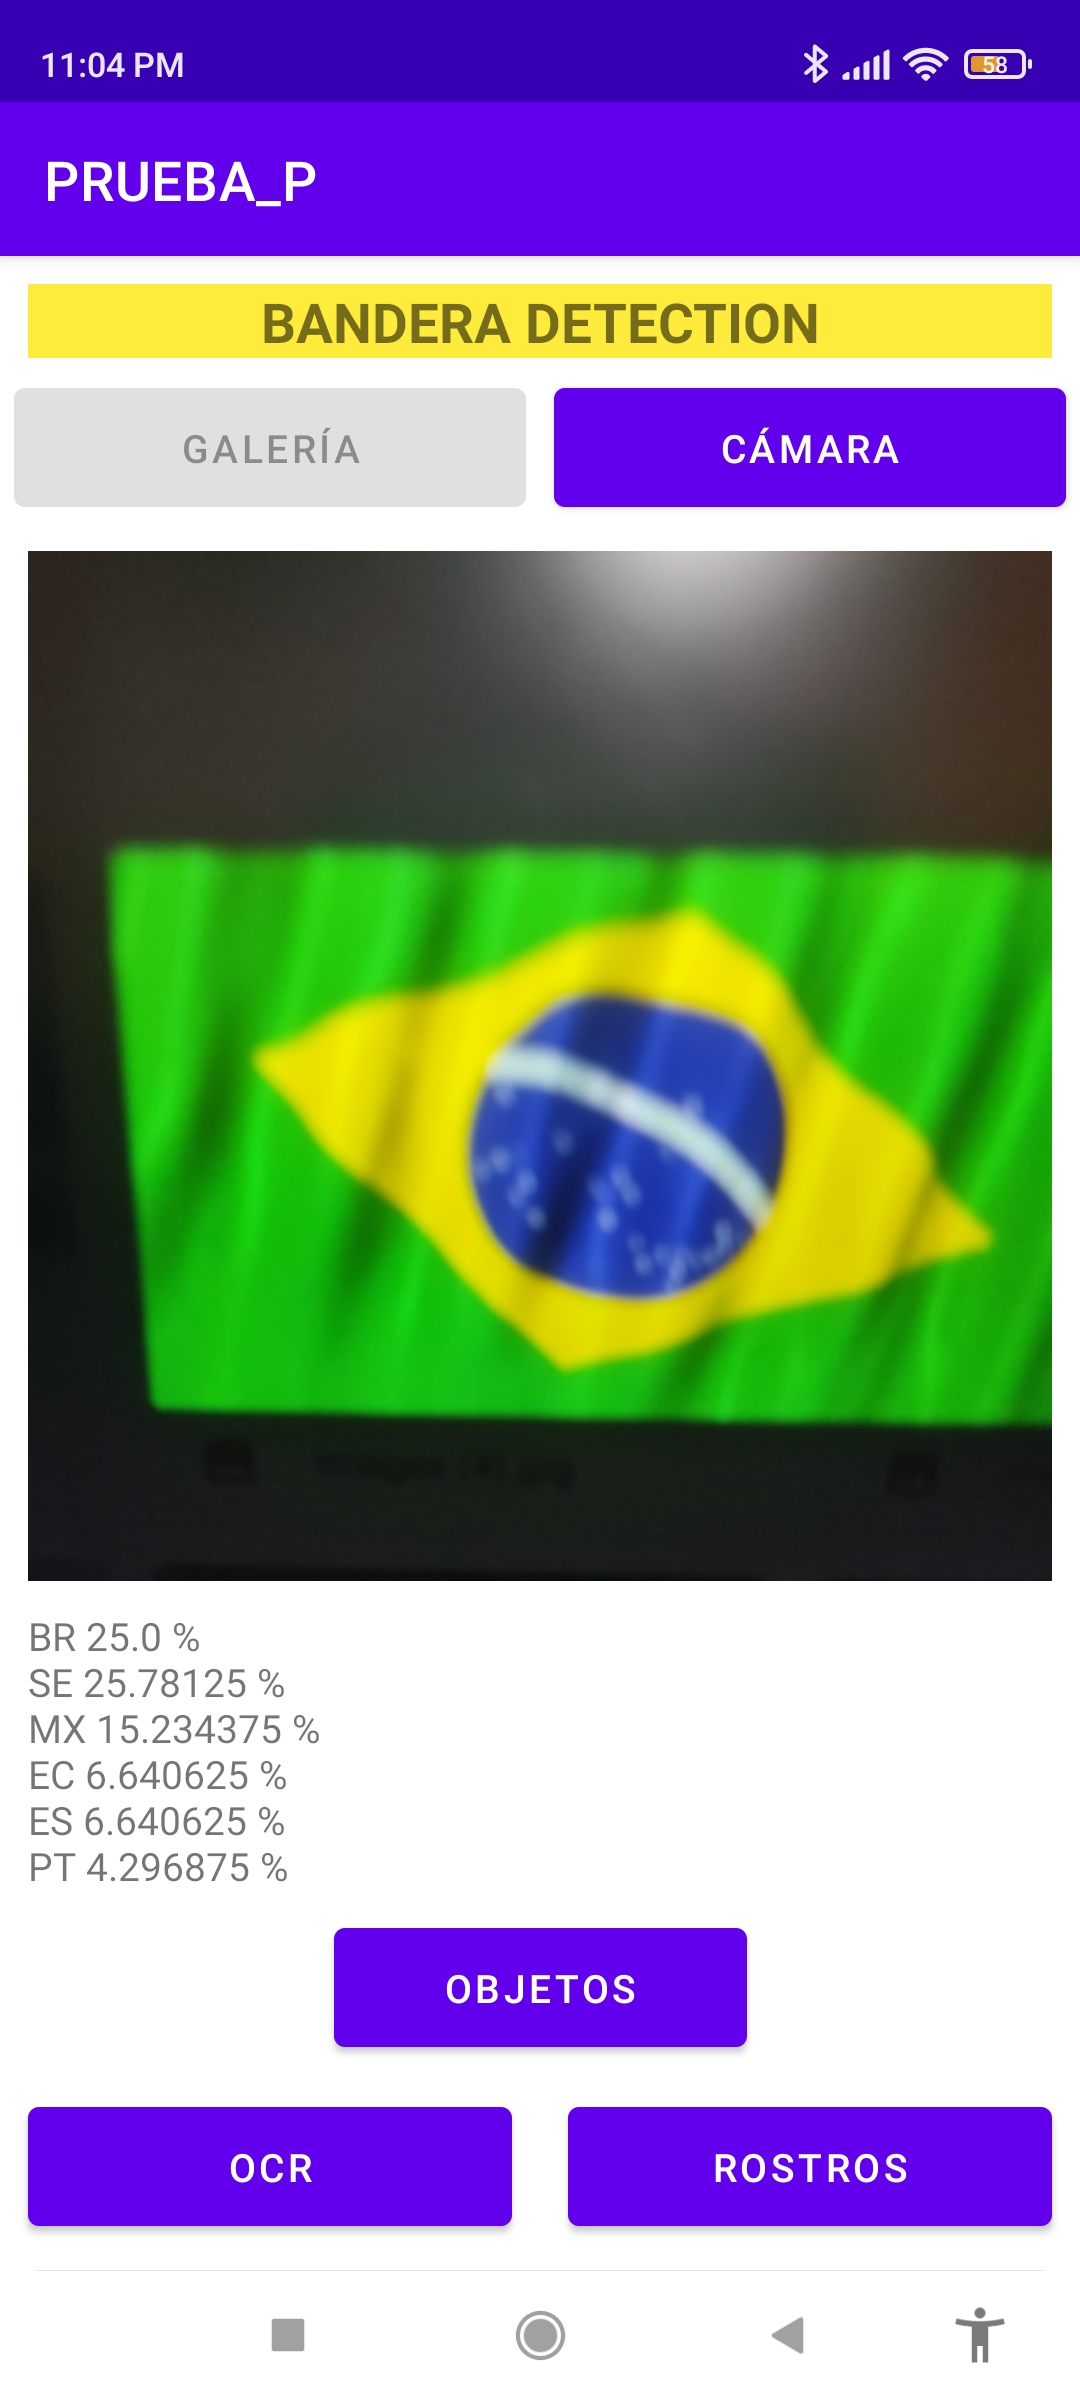 11:04 PM
58
PRUEBA_P
BANDERA DETECTION
GALERÍA
CÁMARA
BR 25.0 %
SE 25.78125 %
MX 15.234375 %
EC 6.640625 %
ES 6.640625 %
PT 4.296875 %
OBJETOS
OCR
ROSTROS